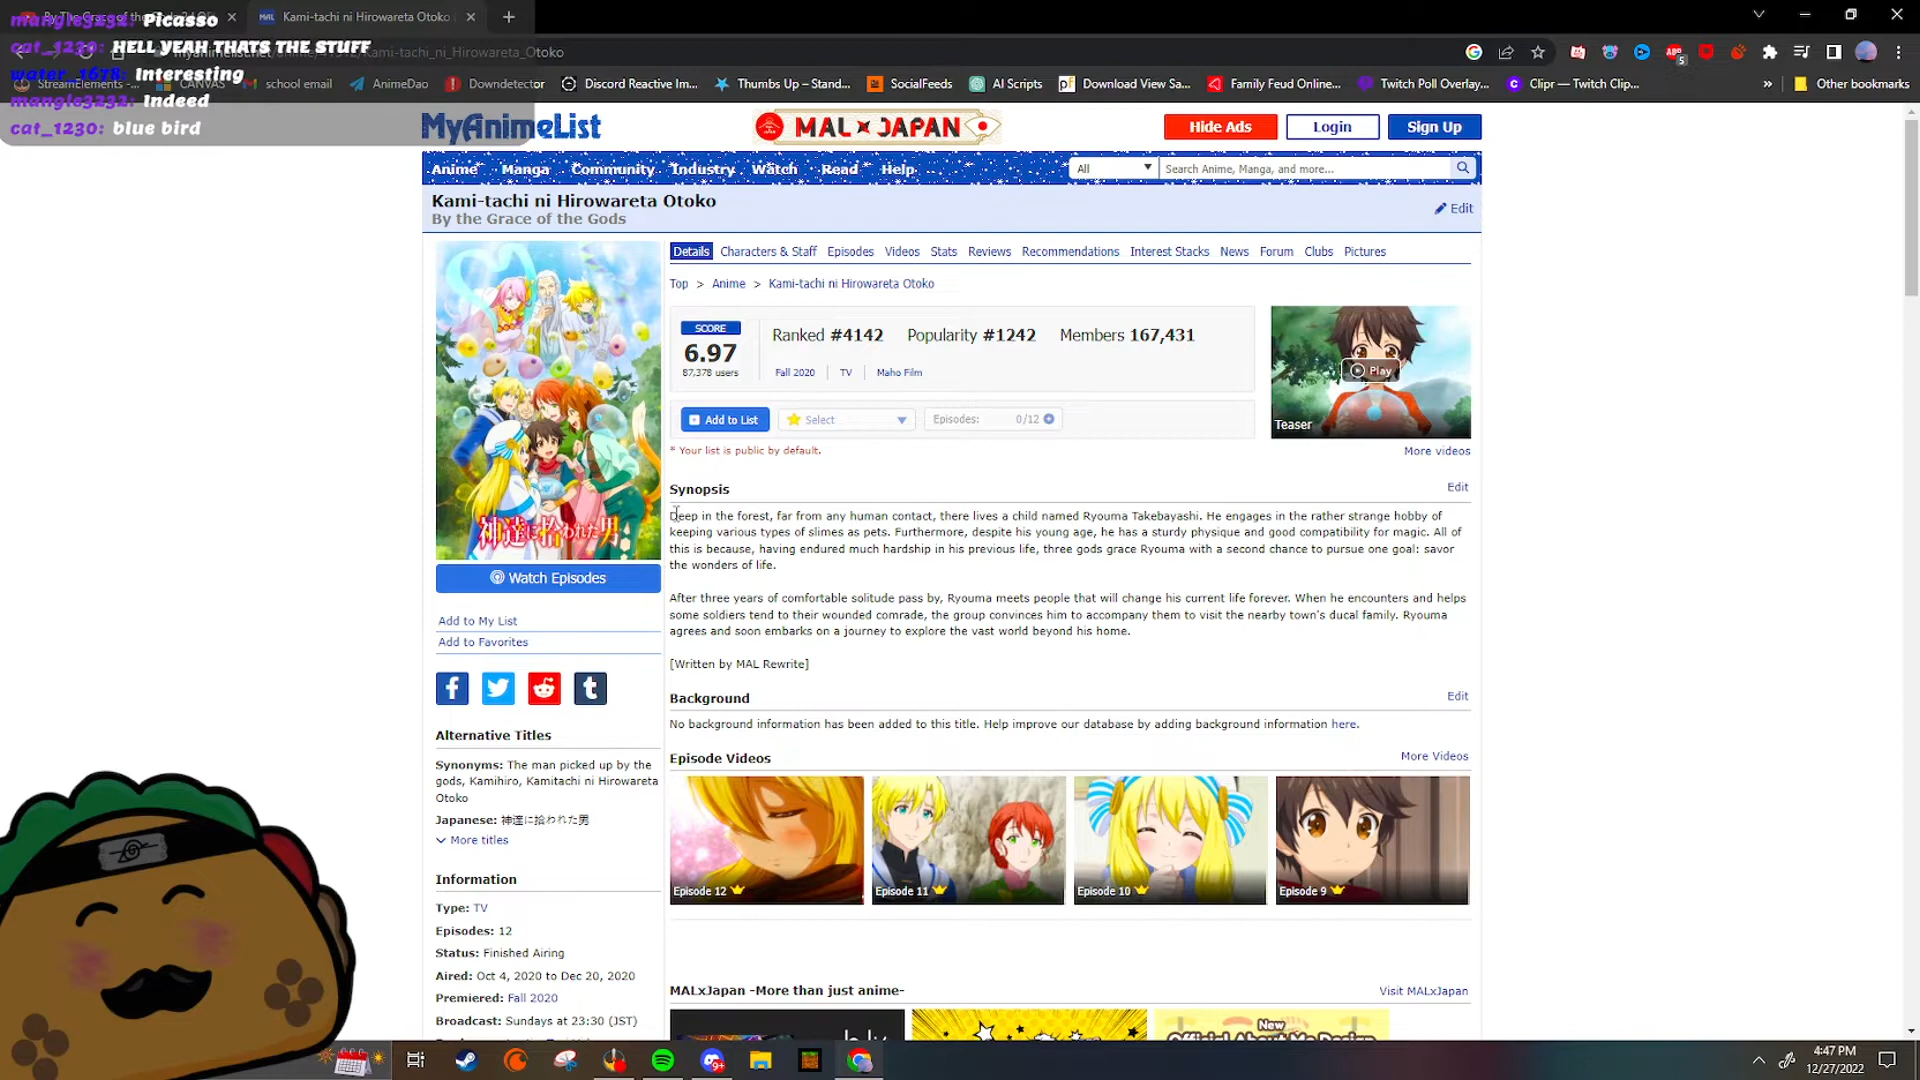 mangle3232: Picasso
cat_1230: HELL YEAH THATS THE STUFF
water_1678: Interesting
mangle3232: Indeed
cat_1230: blue bird
Kami-tachi ni Hirowareta Otoko
Kami-tachi_ni_Hirowareta_Otoko
5
StreamElements -...
CANVAS
school email
AnimeDao
Downdetector
Discord Reactive Im...
Thumbs Up – Stand...
SocialFeeds
AI Scripts
Download View Sa...
Family Feud Online...
Twitch Poll Overlay...
Clipr — Twitch Clip...
»
Other bookmarks
MyAnimeList
MAL x JAPAN
Hide Ads
Login
Sign Up
Anime
Manga
Community
Industry
Watch
Read
Help
All
Search Anime, Manga, and more...
Kami-tachi ni Hirowareta Otoko
By the Grace of the Gods
Edit
Details Characters & Staff Episodes Videos Stats Reviews Recommendations Interest Stacks News Forum Clubs Pictures
Top > Anime > Kami-tachi ni Hirowareta Otoko
SCORE
6.97
87,378 users
Ranked #4142 Popularity #1242 Members 167,431
Fall 2020 TV Maho Film
Play
Teaser
Add to List
Select
Episodes: 0/12
* Your list is public by default.
More videos
Synopsis
Edit
Deep in the forest, far from any human contact, there lives a child named Ryouma Takebayashi. He engages in the rather strange hobby of
keeping various types of slimes as pets. Furthermore, despite his young age, he has a sturdy physique and good compatibility for magic. All of
this is because, having endured much hardship in his previous life, three gods grace Ryouma with a second chance to pursue one goal: savor
the wonders of life.
After three years of comfortable solitude pass by, Ryouma meets people that will change his current life forever. When he encounters and helps
some soldiers tend to their wounded comrade, the group convinces him to accompany them to visit the nearby town's ducal family. Ryouma
agrees and soon embarks on a journey to explore the vast world beyond his home.
[Written by MAL Rewrite]
Background
Edit
No background information has been added to this title. Help improve our database by adding background information here.
Episode Videos
More Videos
Episode 12
Episode 11
Episode 10
Episode 9
MALxJapan -More than just anime-
Visit MALxJapan
New
神達に拾われた男
Watch Episodes
Add to My List
Add to Favorites
Alternative Titles
Synonyms: The man picked up by the
gods, Kamihiro, Kamitachi ni Hirowareta
Otoko
Japanese: 神達に拾われた男
More titles
Information
Type: TV
Episodes: 12
Status: Finished Airing
Aired: Oct 4, 2020 to Dec 20, 2020
Premiered: Fall 2020
Broadcast: Sundays at 23:30 (JST)
9+
4:47 PM
12/27/2022